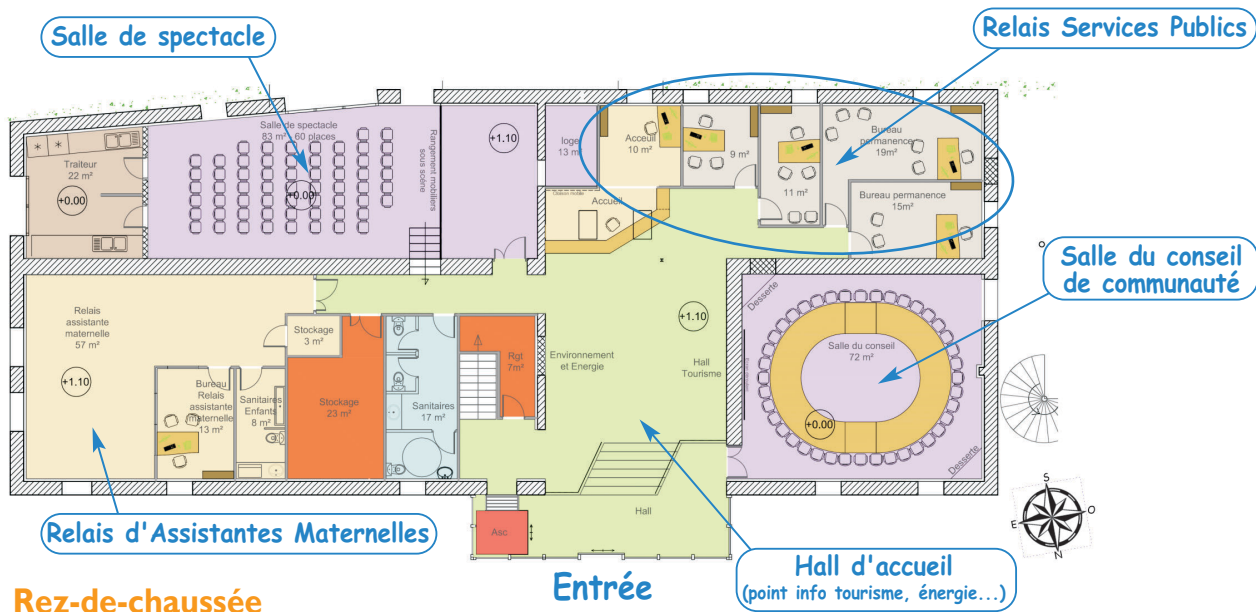 Salle de spectacle
Relais Services Publics
Salle de spectacle
83 m² - 60 places
Rangement mobiliers
sous scène
+1.10
loge
13 m²
Acceuil
10 m²
9 m²
11 m²
Bureau
permanence
19m²
Traiteur
22 m²
+0.00
+0.00
Accueil
Bureau permanence
15m²
Salle du conseil
de communauté
Desserte
Relais
assistante
maternelle
57 m²
+1.10
Stockage
3 m²
Rgt
7m²
Environnement
et Energie
+1.10
Hall
Tourisme
Salle du conseil
72 m²
+0.00
Bureau
Relais
assistante
maternelle
13 m²
Sanitaires
Enfants
8 m²
Stockage
23 m²
Sanitaires
17 m²
Desserte
Hall
Asc
S
E
O
N
Relais d'Assistantes Maternelles
Entrée
Hall d'accueil
(point info tourisme, énergie...)
Rez-de-chaussée